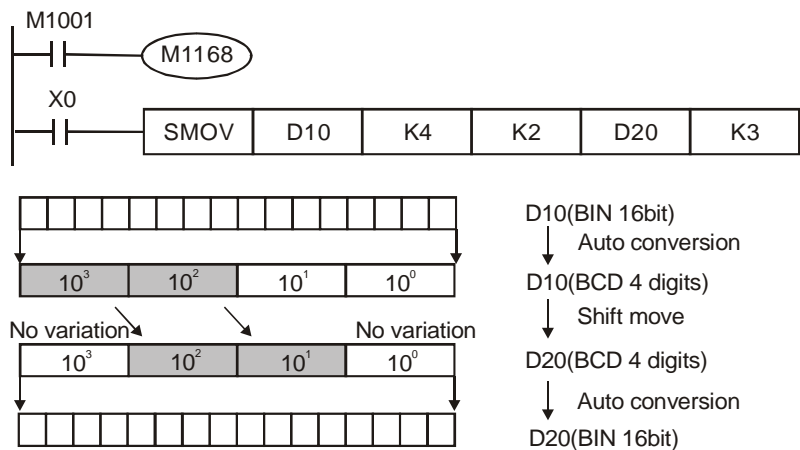 M1001
M1168
X0
SMOV D10 K4 K2 D20 K3
D10(BIN 16bit)
Auto conversion
10³ 10² 10¹ 10⁰
D10(BCD 4 digits)
Shift move
No variation No variation
10³ 10² 10¹ 10⁰
D20(BCD 4 digits)
Auto conversion
D20(BIN 16bit)